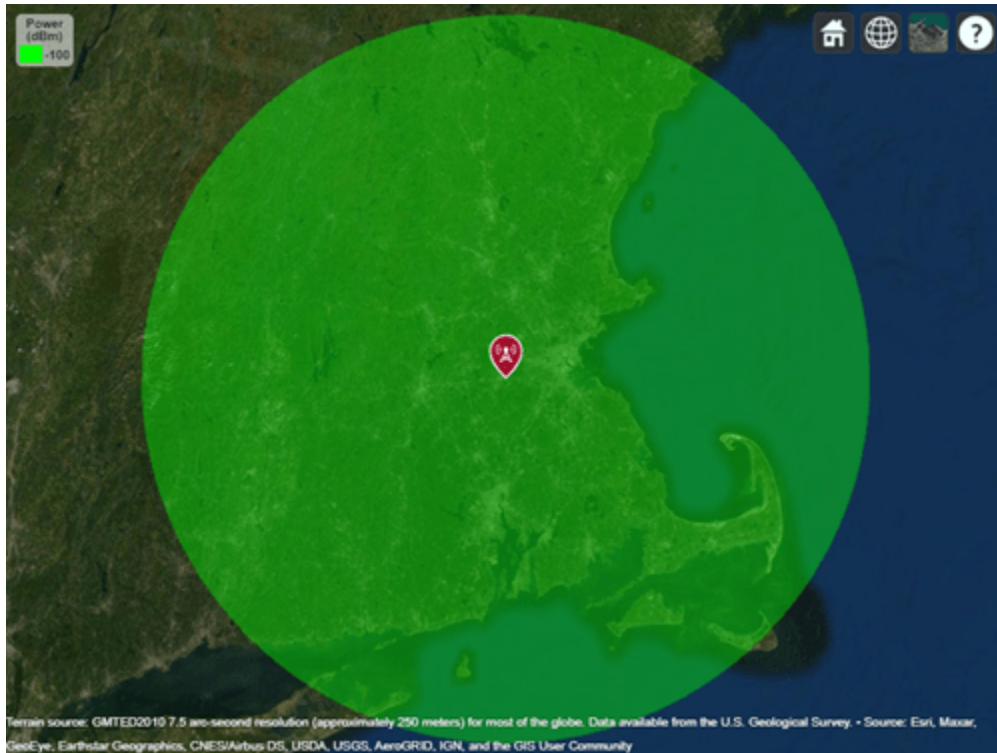 Power
(dBm)
-100
?
Terrain source: GMTED2010 7.5 arc-second resolution (approximately 250 meters) for most of the globe. Data available from the U.S. Geological Survey. • Source: Esri, Maxar,
GeoEye, Earthstar Geographics, CNES/Airbus DS, USDA, USGS, AeroGRID, IGN, and the GIS User Community